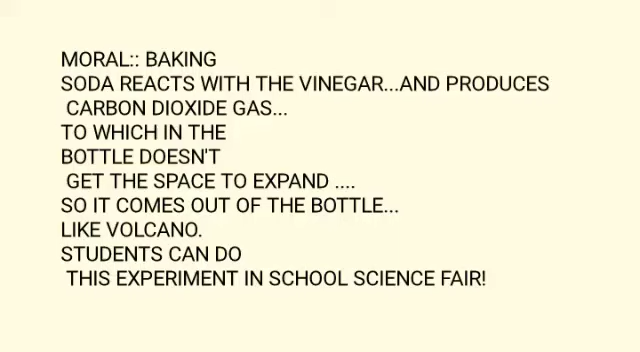 MORAL:: BAKING
SODA REACTS WITH THE VINEGAR...AND PRODUCES
CARBON DIOXIDE GAS...
TO WHICH IN THE
BOTTLE DOESN'T
GET THE SPACE TO EXPAND ....
SO IT COMES OUT OF THE BOTTLE...
LIKE VOLCANO.
STUDENTS CAN DO
THIS EXPERIMENT IN SCHOOL SCIENCE FAIR!